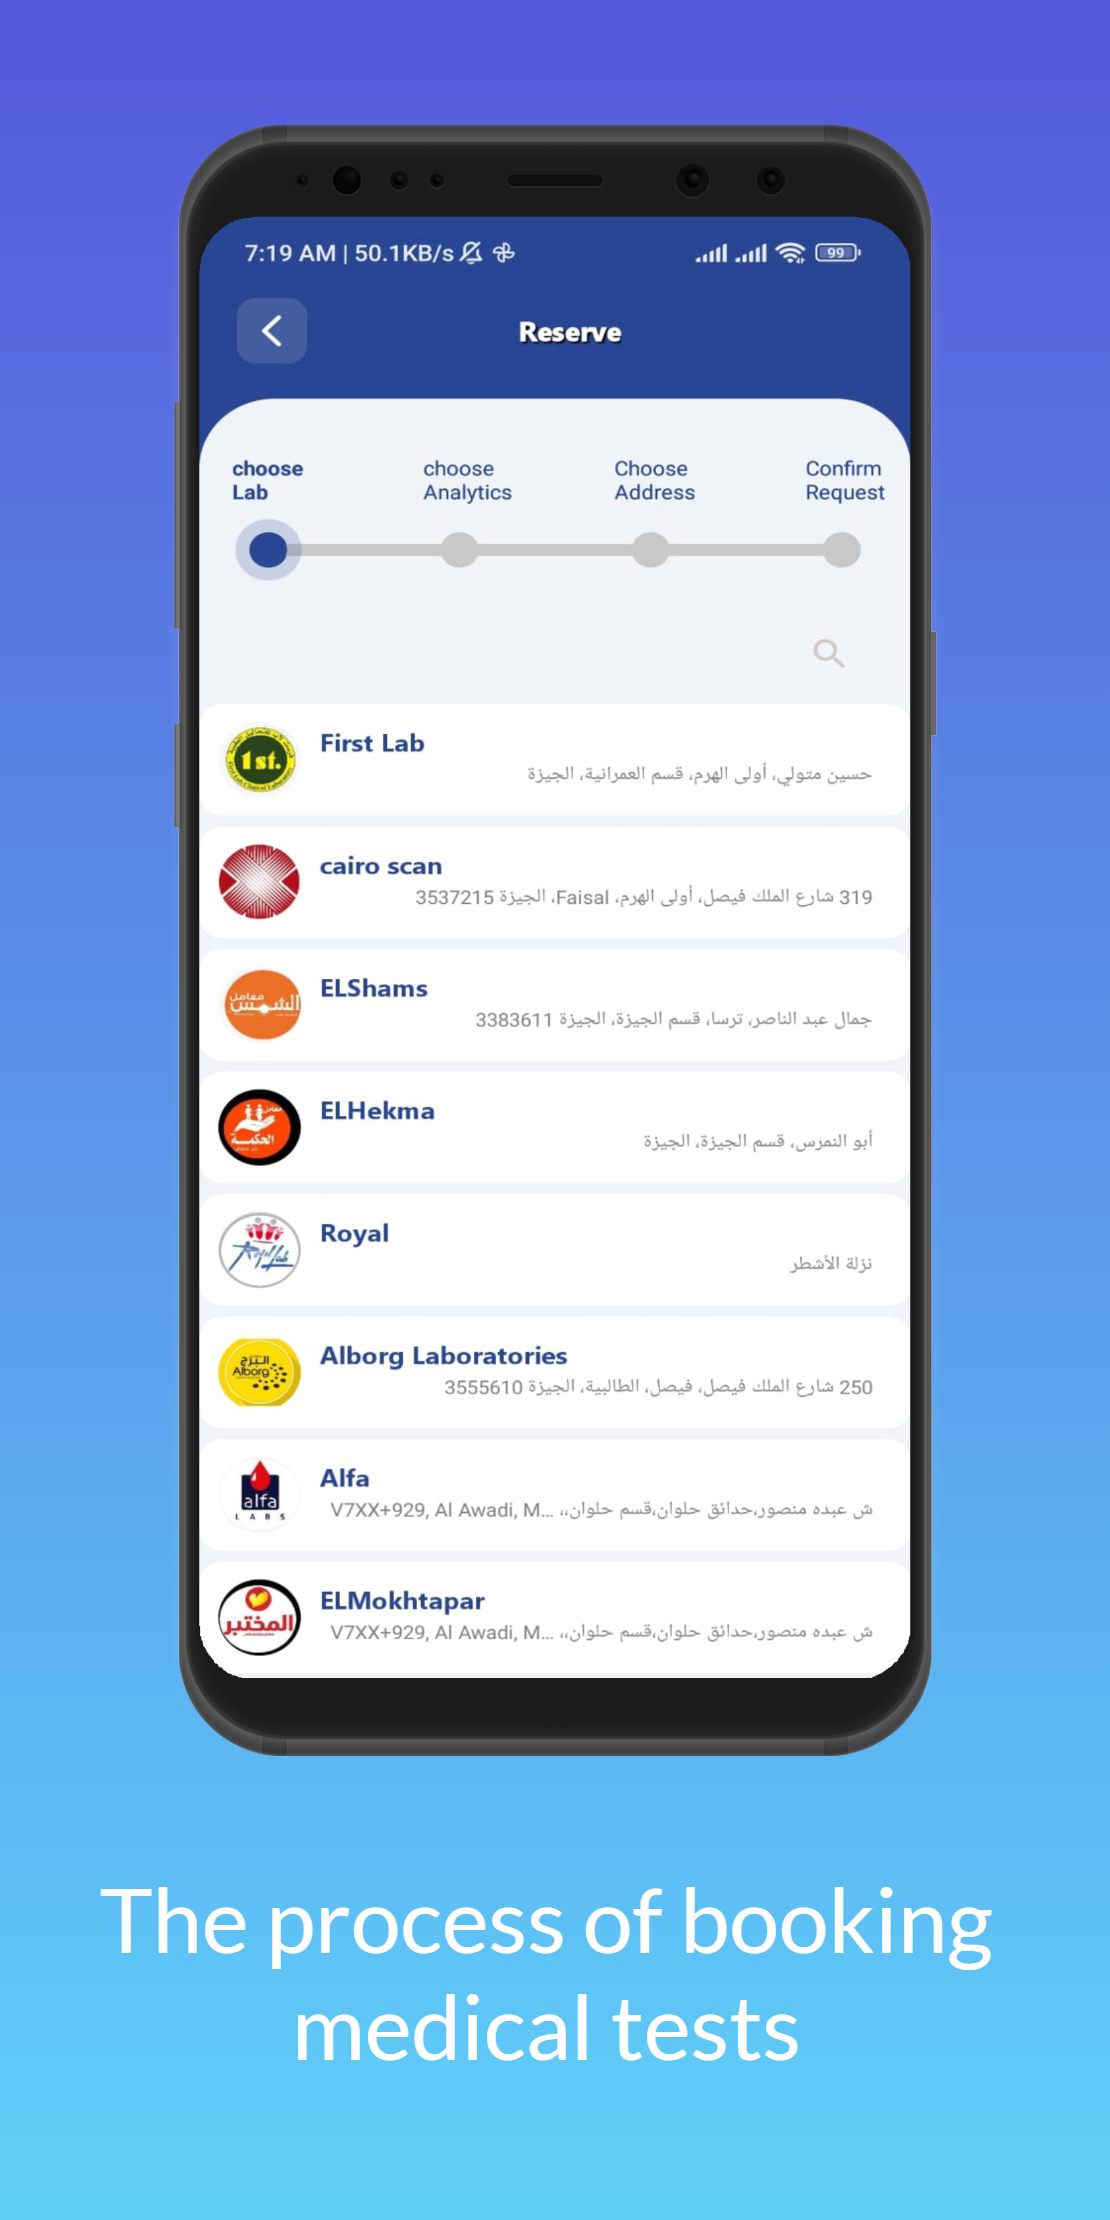 7:19 AM | 50.1KB/s
99
Reserve
choose
Lab
choose
Analytics
Choose
Address
Confirm
Request
1st.
First Lab
حسين متولي، أولى الهرم، قسم العمرانية، الجيزة
cairo scan
319 شارع الملك فيصل، أولى الهرم، Faisal، الجيزة 3537215
معامل
الشمس
ELShams
جمال عبد الناصر، ترسا، قسم الجيزة، الجيزة 3383611
معامل
الحكمة
ELHekma
أبو النمرس، قسم الجيزة، الجيزة
Royal Lab
Royal
نزلة الأشطر
البرج
Alborg
Alborg Laboratories
250 شارع الملك فيصل، فيصل، الطالبية، الجيزة 3555610
alfa
LABS
Alfa
ش عبده منصور،حدائق حلوان،قسم حلوان،، V7XX+929, Al Awadi, M...
المختبر
ELMokhtapar
ش عبده منصور،حدائق حلوان،قسم حلوان،، V7XX+929, Al Awadi, M...
The process of booking
medical tests